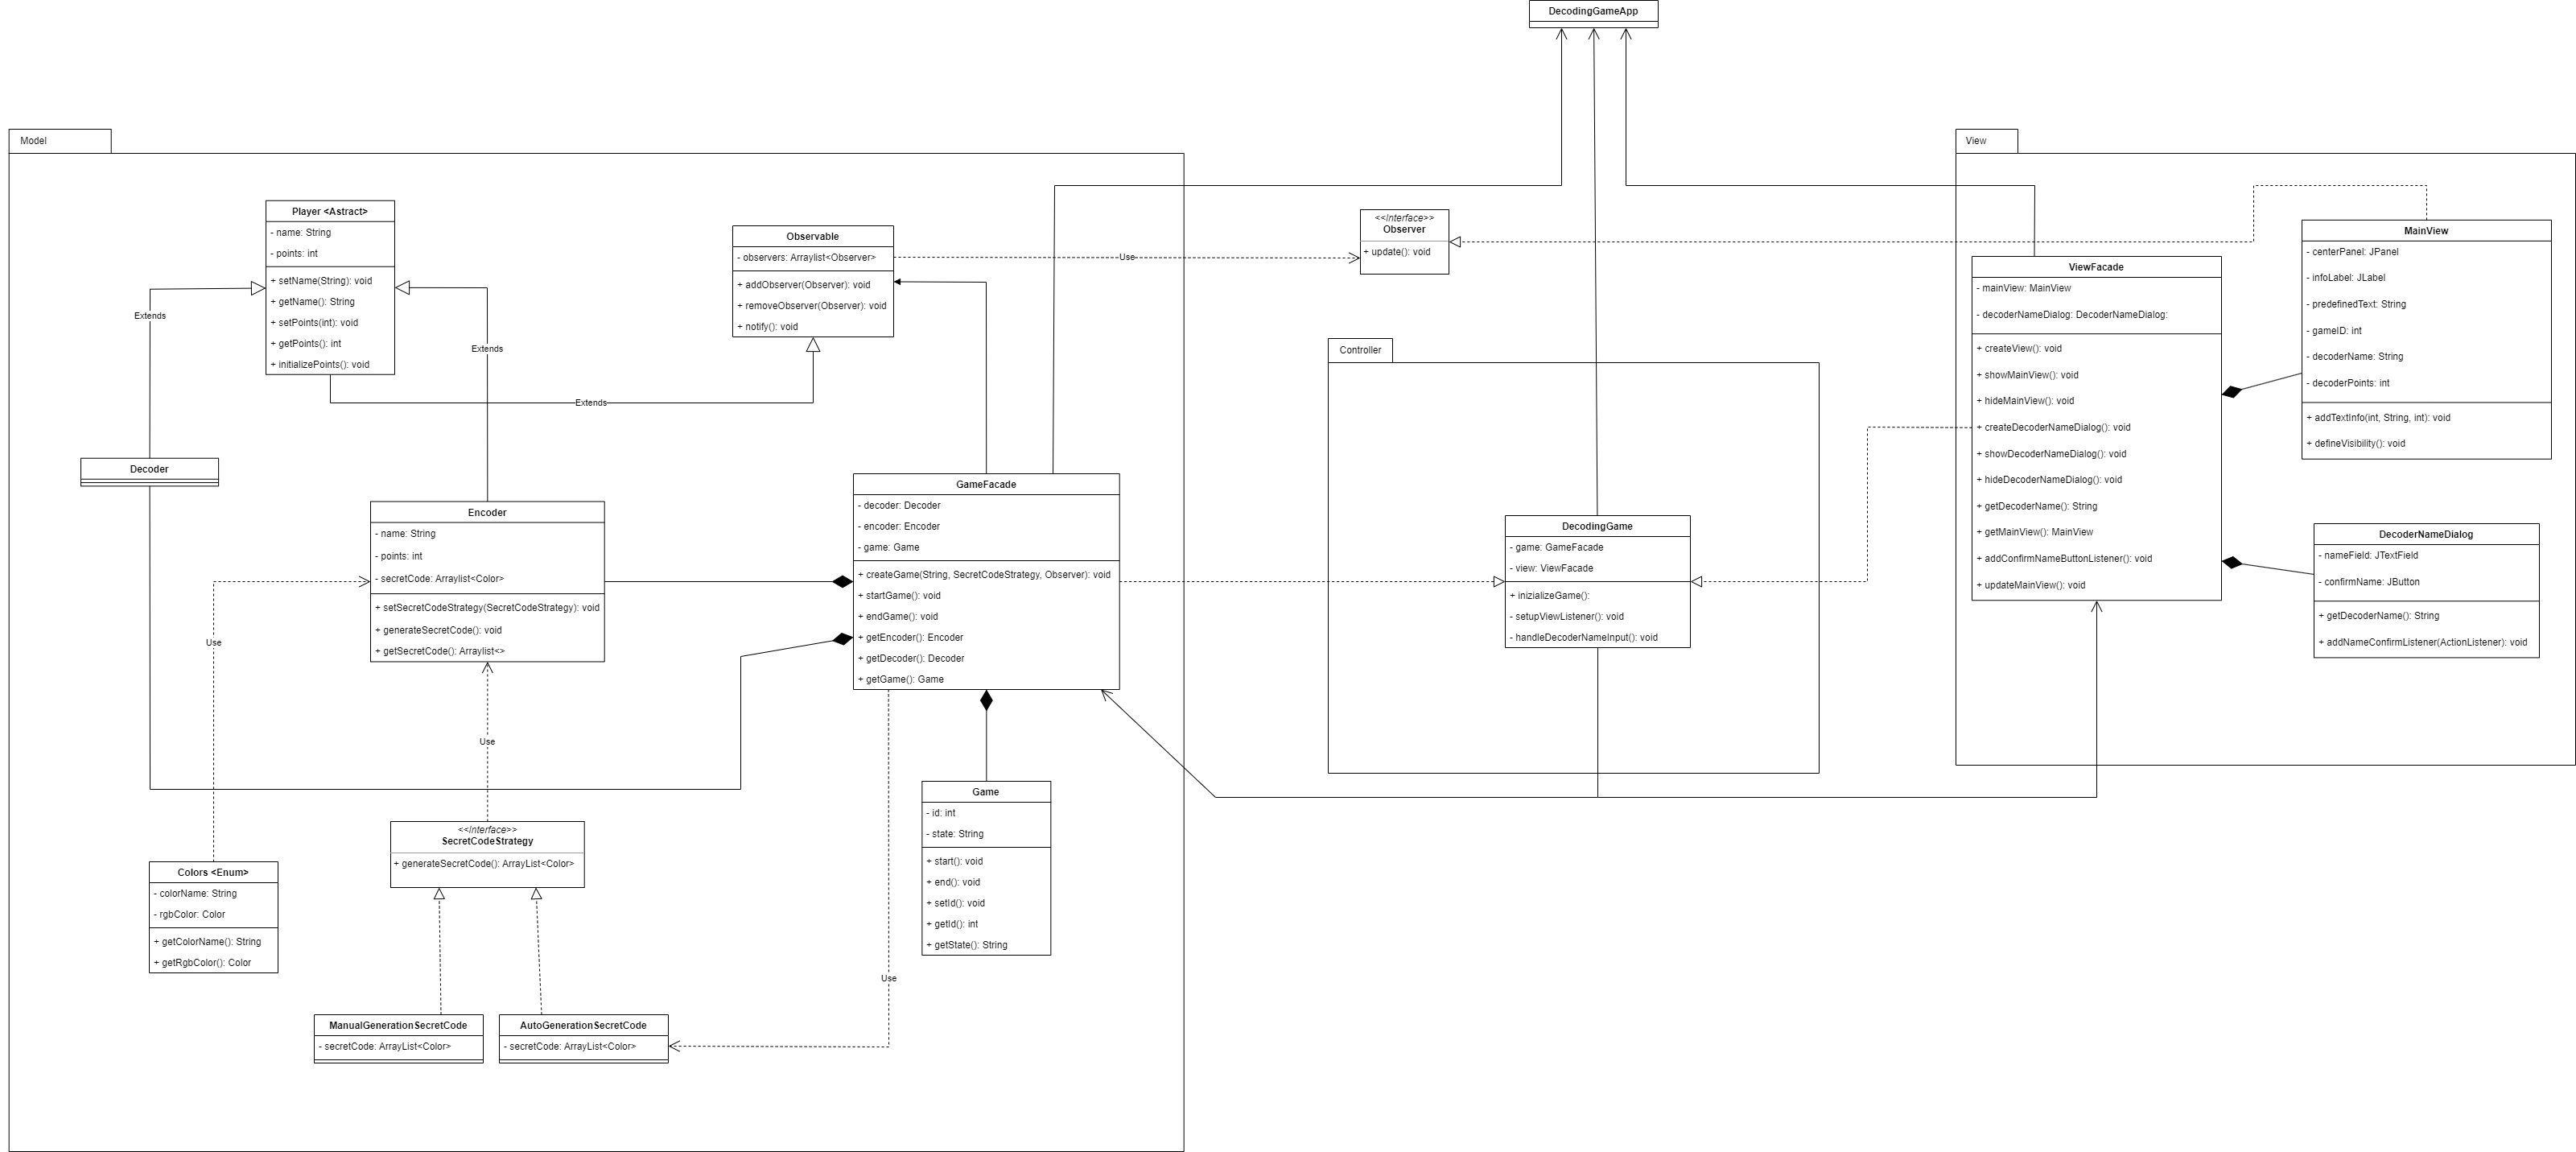 DecodingGameApp
Model
Player <Astract>
- name: String
- points: int
+ setName(String): void
+ getName(): String
+ setPoints(int): void
+ getPoints(): int
+ initializePoints(): void
Observable
- observers: Arraylist<Observer>
+ addObserver(Observer): void
+ removeObserver(Observer): void
+ notify(): void
Use
Extends
Extends
Extends
Decoder
Encoder
- name: String
- points: int
- secretCode: Arraylist<Color>
+ setSecretCodeStrategy(SecretCodeStrategy): void
+ generateSecretCode(): void
+ getSecretCode(): Arraylist<>
GameFacade
- decoder: Decoder
- encoder: Encoder
- game: Game
+ createGame(String, SecretCodeStrategy, Observer): void
+ startGame(): void
+ endGame(): void
+ getEncoder(): Encoder
+ getDecoder(): Decoder
+ getGame(): Game
Use
Use
Game
- id: int
- state: String
+ start(): void
+ end(): void
+ setId(): void
+ getId(): int
+ getState(): String
<<Interface>>
SecretCodeStrategy
+ generateSecretCode(): ArrayList<Color>
Colors <Enum>
- colorName: String
- rgbColor: Color
+ getColorName(): String
+ getRgbColor(): Color
Use
ManualGenerationSecretCode
- secretCode: ArrayList<Color>
AutoGenerationSecretCode
- secretCode: ArrayList<Color>
<<Interface>>
Observer
+ update(): void
Controller
DecodingGame
- game: GameFacade
- view: ViewFacade
+ inizializeGame():
- setupViewListener(): void
- handleDecoderNameInput(): void
View
ViewFacade
- mainView: MainView
- decoderNameDialog: DecoderNameDialog:
+ createView(): void
+ showMainView(): void
+ hideMainView(): void
+ createDecoderNameDialog(): void
+ showDecoderNameDialog(): void
+ hideDecoderNameDialog(): void
+ getDecoderName(): String
+ getMainView(): MainView
+ addConfirmNameButtonListener(): void
+ updateMainView(): void
MainView
- centerPanel: JPanel
- infoLabel: JLabel
- predefinedText: String
- gameID: int
- decoderName: String
- decoderPoints: int
+ addTextInfo(int, String, int): void
+ defineVisibility(): void
DecoderNameDialog
- nameField: JTextField
- confirmName: JButton
+ getDecoderName(): String
+ addNameConfirmListener(ActionListener): void